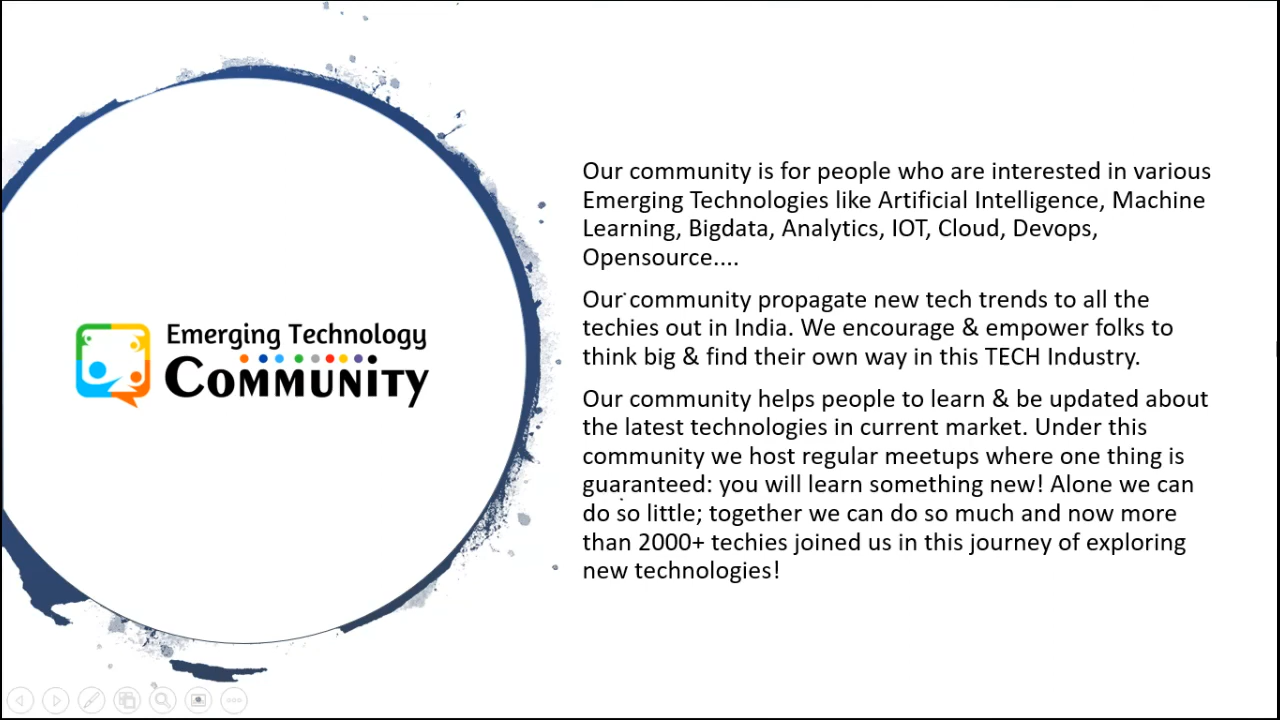 Emerging Technology
COMMUNITY
Our community is for people who are interested in various
Emerging Technologies like Artificial Intelligence, Machine
Learning, Bigdata, Analytics, IOT, Cloud, Devops,
Opensource....
Our community propagate new tech trends to all the
techies out in India. We encourage & empower folks to
think big & find their own way in this TECH Industry.
Our community helps people to learn & be updated about
the latest technologies in current market. Under this
community we host regular meetups where one thing is
guaranteed: you will learn something new! Alone we can
do so little; together we can do so much and now more
than 2000+ techies joined us in this journey of exploring
new technologies!